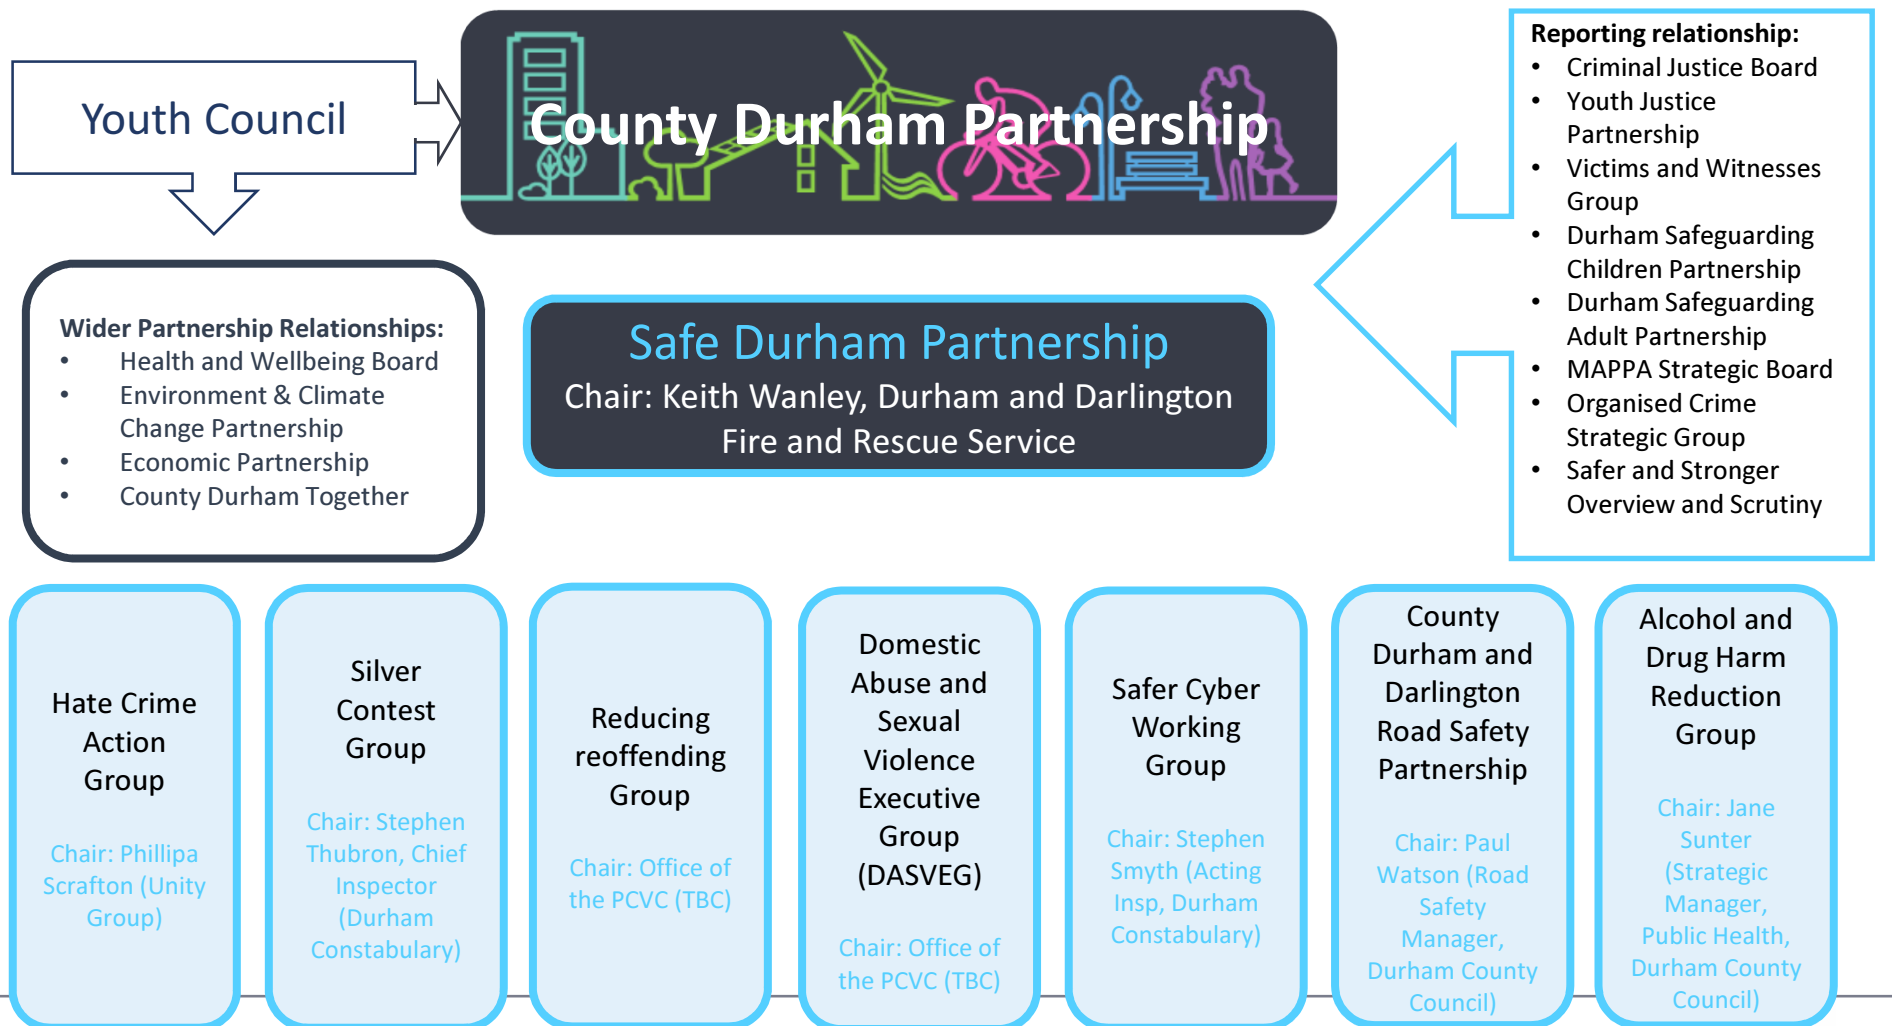 Youth Council
County Durham Partnership
Reporting relationship:
• Criminal Justice Board
• Youth Justice
Partnership
• Victims and Witnesses
Group
• Durham Safeguarding
Children Partnership
• Durham Safeguarding
Adult Partnership
• MAPPA Strategic Board
• Organised Crime
Strategic Group
• Safer and Stronger
Overview and Scrutiny
Wider Partnership Relationships:
• Health and Wellbeing Board
• Environment & Climate
Change Partnership
• Economic Partnership
• County Durham Together
Safe Durham Partnership
Chair: Keith Wanley, Durham and Darlington
Fire and Rescue Service
Hate Crime
Action
Group
Chair: Phillipa
Scrafton (Unity
Group)
Silver
Contest
Group
Chair: Stephen
Thubron, Chief
Inspector
(Durham
Constabulary)
Reducing
reoffending
Group
Chair: Office of
the PCVC (TBC)
Domestic
Abuse and
Sexual
Violence
Executive
Group
(DASVEG)
Chair: Office of
the PCVC (TBC)
Safer Cyber
Working
Group
Chair: Stephen
Smyth (Acting
Insp, Durham
Constabulary)
County
Durham and
Darlington
Road Safety
Partnership
Chair: Paul
Watson (Road
Safety
Manager,
Durham County
Council)
Alcohol and
Drug Harm
Reduction
Group
Chair: Jane
Sunter
(Strategic
Manager,
Public Health,
Durham County
Council)